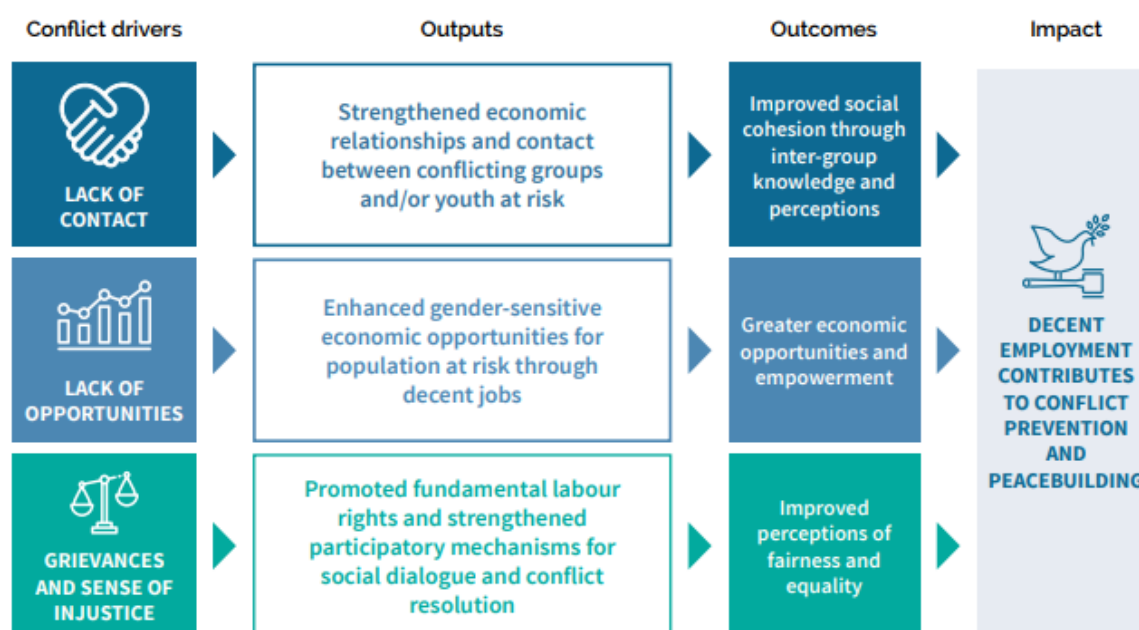 Conflict drivers
Outputs
Outcomes
Impact
LACK OF
CONTACT
Strengthened economic
relationships and contact
between conflicting groups
and/or youth at risk
Improved social
cohesion through
inter-group
knowledge and
perceptions
LACK OF
OPPORTUNITIES
Enhanced gender-sensitive
economic opportunities for
population at risk through
decent jobs
Greater economic
opportunities and
empowerment
GRIEVANCES
AND SENSE OF
INJUSTICE
Promoted fundamental labour
rights and strengthened
participatory mechanisms for
social dialogue and conflict
resolution
Improved
perceptions of
fairness and
equality
DECENT
EMPLOYMENT
CONTRIBUTES
TO CONFLICT
PREVENTION
AND
PEACEBUILDING